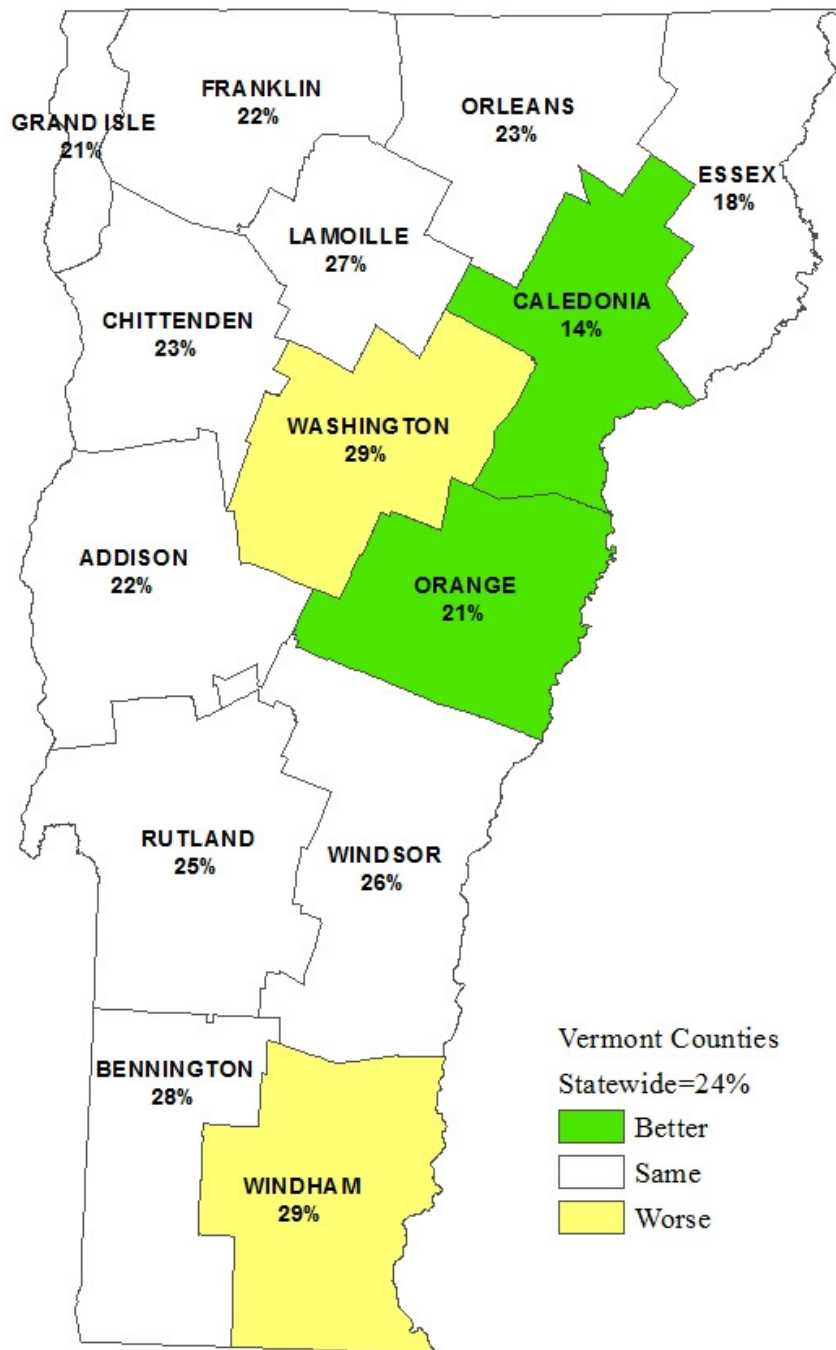 FRANKLIN
22%
ORLEANS
23%
GRAND ISLE
21%
ESSEX
18%
LAMOILLE
27%
CALEDONIA
14%
CHITTENDEN
23%
WASHINGTON
29%
ADDISON
22%
ORANGE
21%
RUTLAND
25%
WINDSOR
26%
BENNINGTON
28%
WINDHAM
29%
Vermont Counties
Statewide=24%
Better
Same
Worse